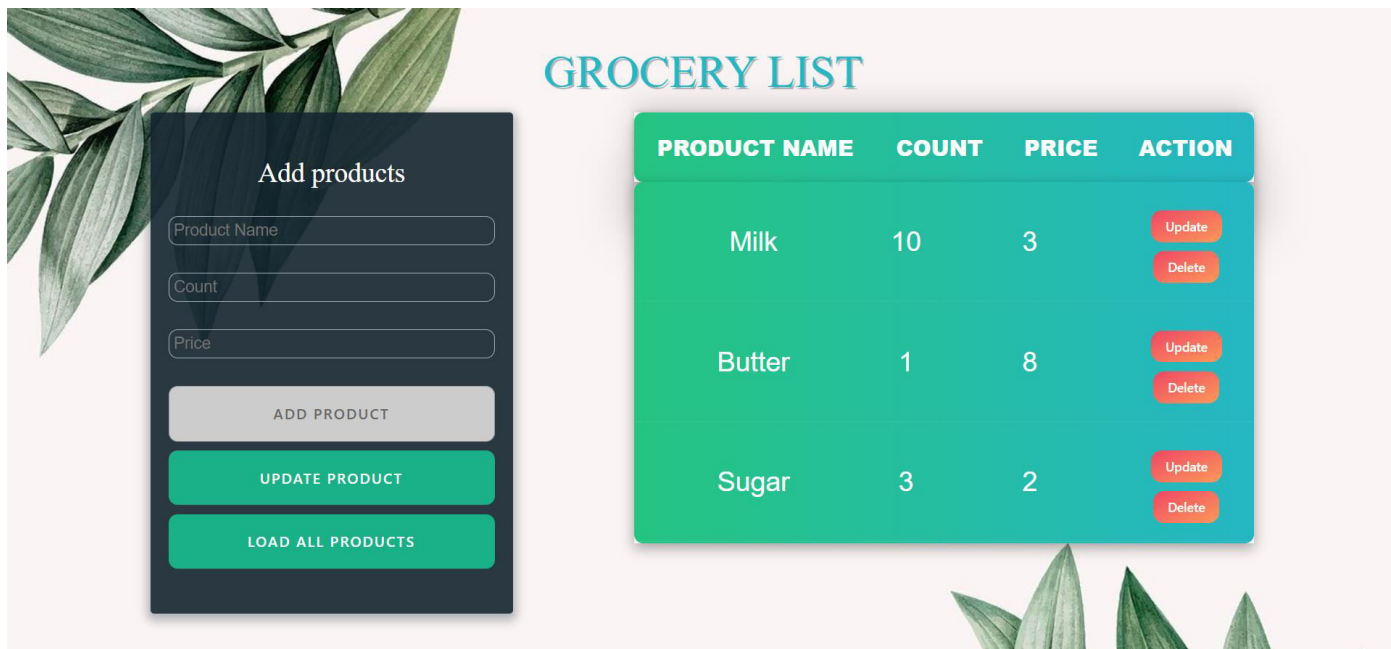 GROCERY LIST
Add products
Product Name
Count
Price
ADD PRODUCT
UPDATE PRODUCT
LOAD ALL PRODUCTS
PRODUCT NAME COUNT PRICE ACTION
Milk 10 3 Update
Delete
Butter 1 8 Update
Delete
Sugar 3 2 Update
Delete